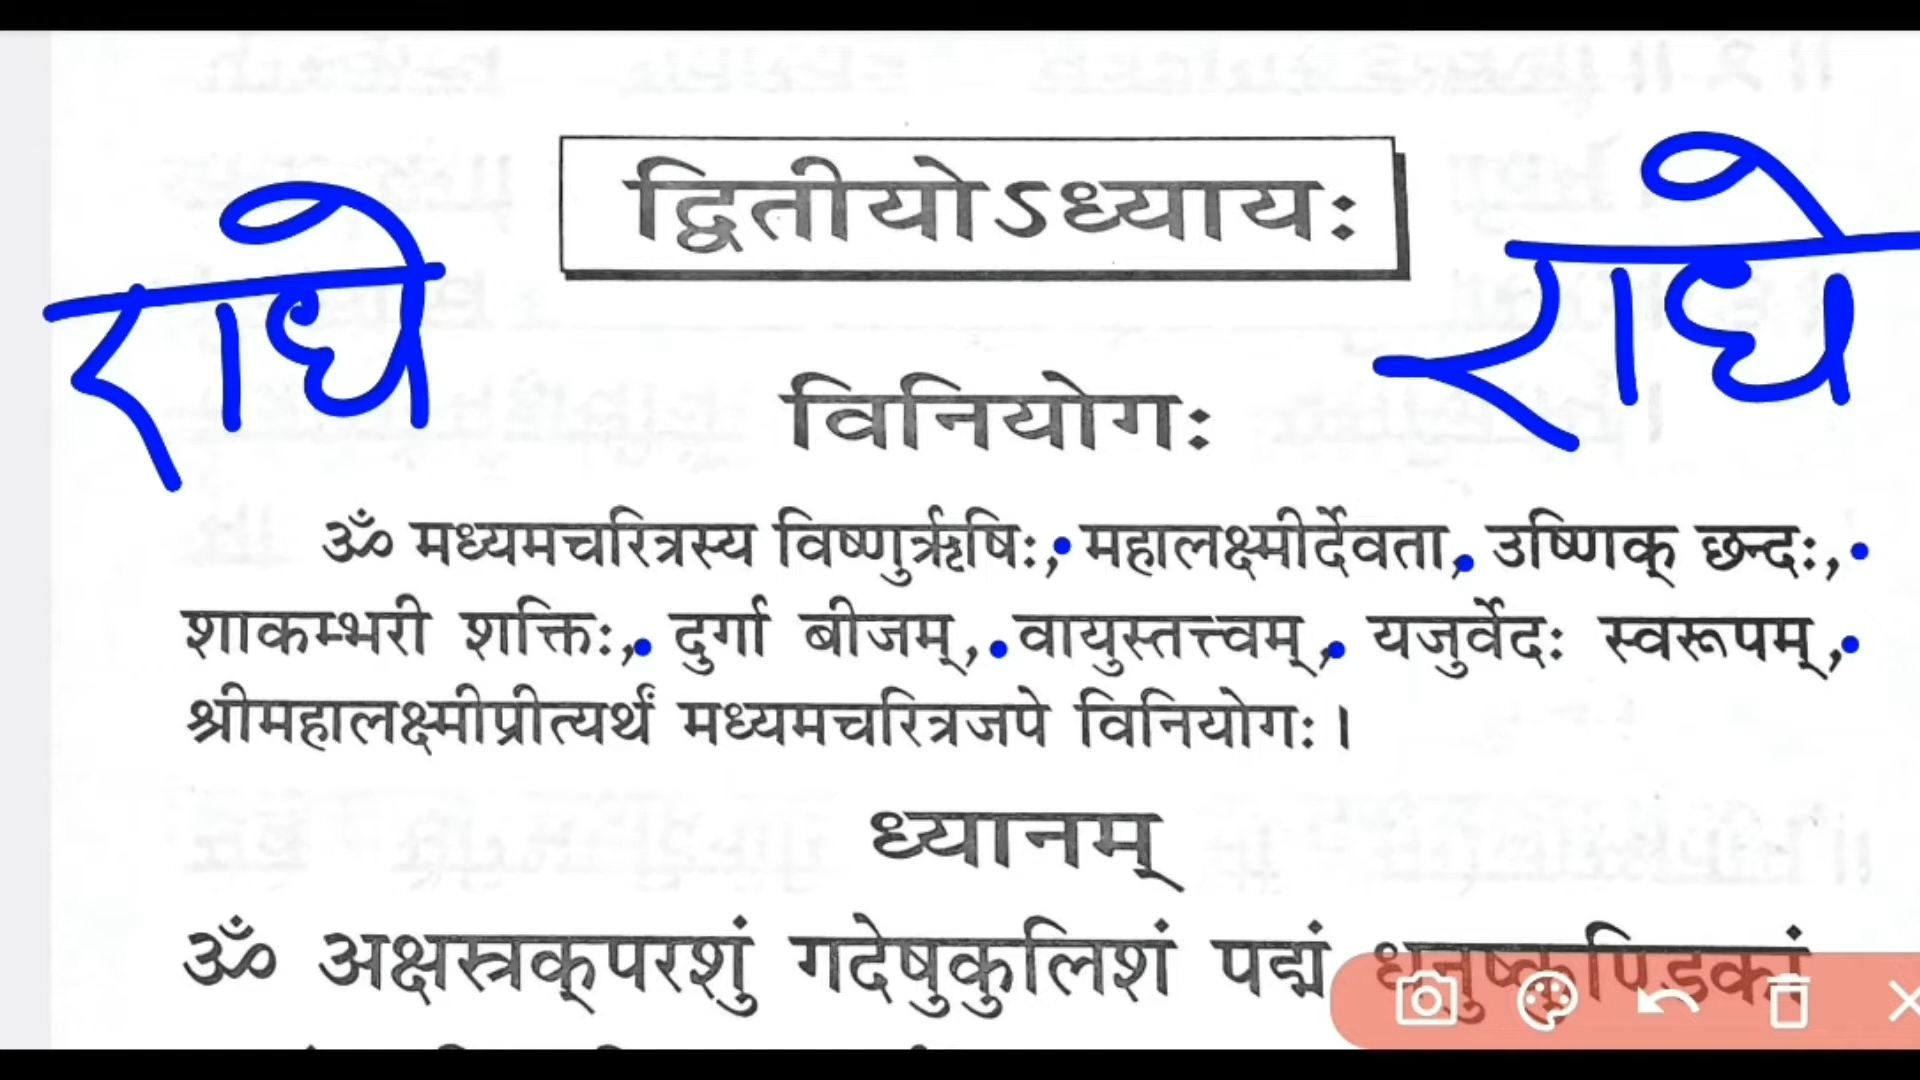 द्वितीयोऽध्यायः
राधे राधे
विनियोगः
ॐ मध्यमचरित्रस्य विष्णुर्ऋषिः, महालक्ष्मीर्देवता, उष्णिक् छन्दः,
शाकम्भरी शक्तिः, दुर्गा बीजम्, वायुस्तत्त्वम्, यजुर्वेदः स्वरूपम्,
श्रीमहालक्ष्मीप्रीत्यर्थं मध्यमचरित्रजपे विनियोगः।
ध्यानम्
ॐ अक्षस्त्रक्परशुं गदेषुकुलिशं पद्मं धनुष्कुण्डिकां